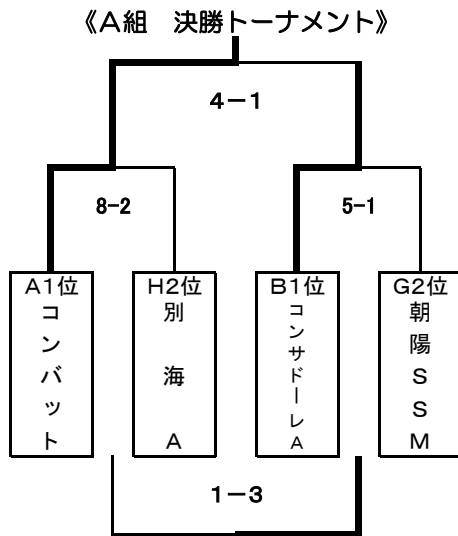 《A組　決勝トーナメント》
4－1
8-2
5-1
A1位
コンバット
H2位
別海A
B1位
コンサドーレA
G2位
朝陽SSM
1－3